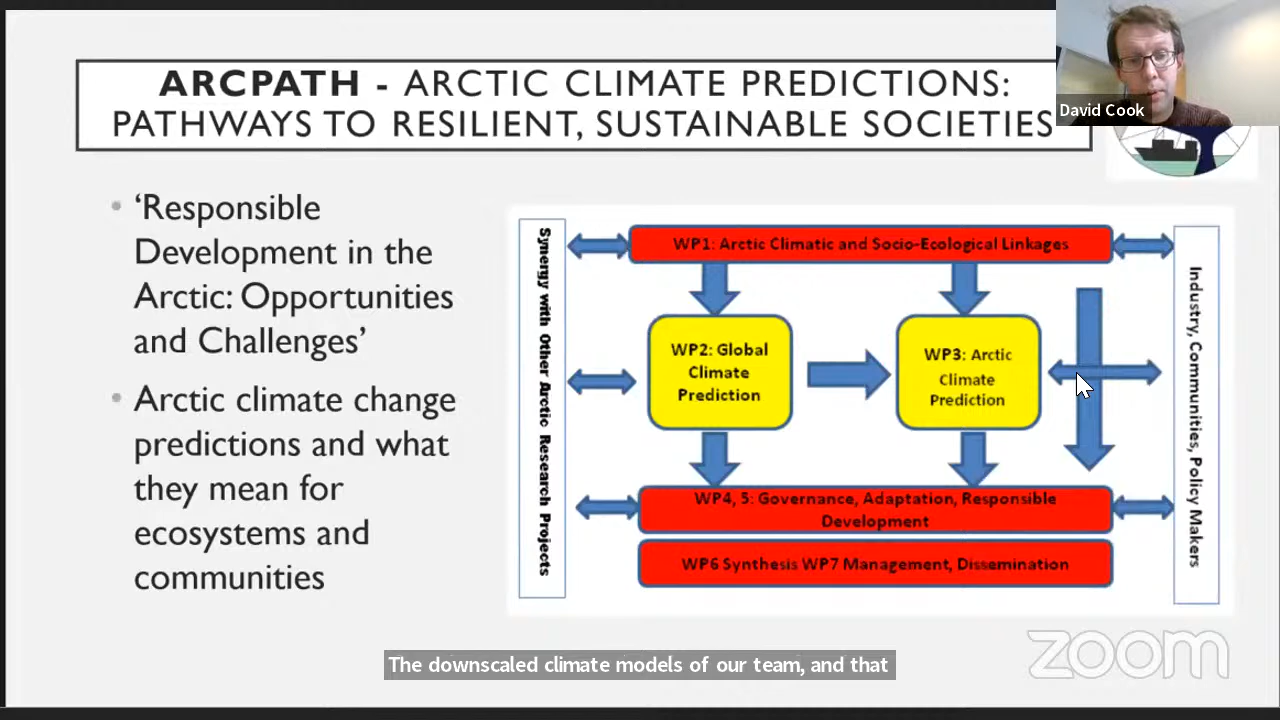 ARCPATH - ARCTIC CLIMATE PREDICTIONS:
PATHWAYS TO RESILIENT, SUSTAINABLE SOCIETIES
David Cook
‘Responsible
Development in the
Arctic: Opportunities
and Challenges’
Arctic climate change
predictions and what
they mean for
ecosystems and
communities
Synergy with Other Arctic Research Projects
WP1: Arctic Climatic and Socio-Ecological Linkages
WP2: Global
Climate
Prediction
WP3: Arctic
Climate
Prediction
WP4, 5: Governance, Adaptation, Responsible
Development
WP6 Synthesis WP7 Management, Dissemination
Industry, Communities, Policy Makers
The downscaled climate models of our team, and that
zoom